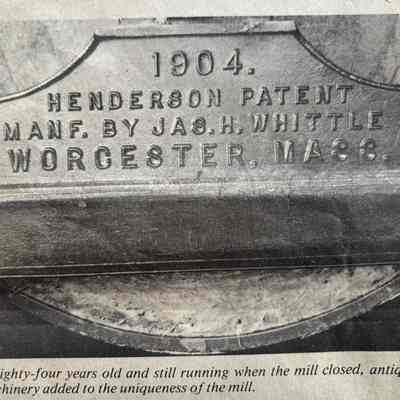 1904.
HENDERSON PATENT
MANF. BY JAS. H. WHITTLE
WORCESTER, MASS.
ighty-four years old and still running when the mill closed, antiq
hinery added to the uniqueness of the mill.